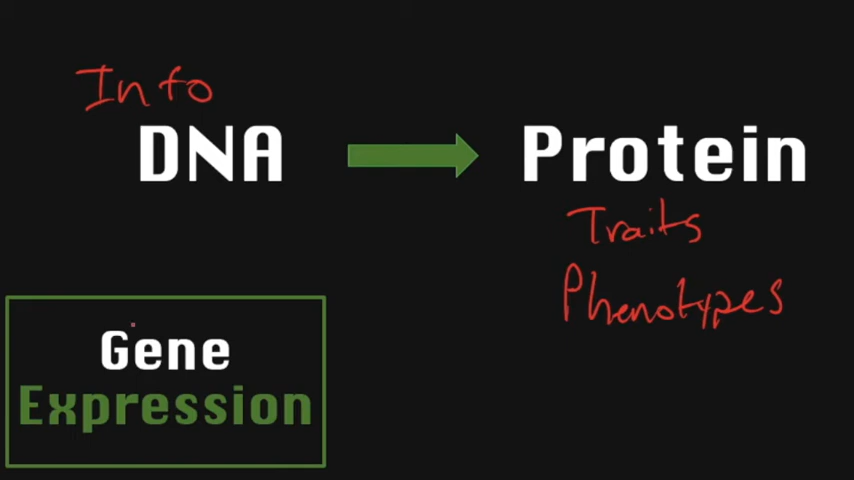 Info
DNA
Protein
Traits
Phenotypes
Gene
Expression